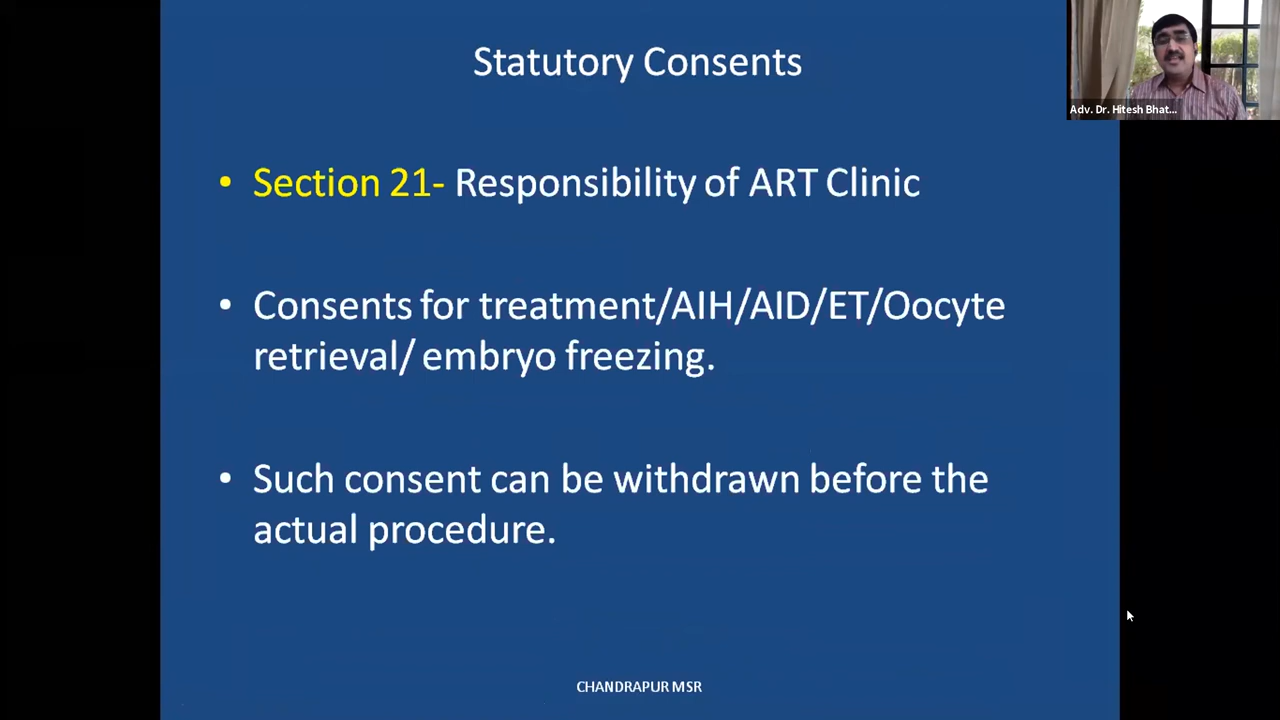 Statutory Consents
Adv. Dr. Hitesh Bhat...
• Section 21- Responsibility of ART Clinic
• Consents for treatment/AIH/AID/ET/Oocyte
retrieval/ embryo freezing.
• Such consent can be withdrawn before the
actual procedure.
CHANDRAPUR MSR